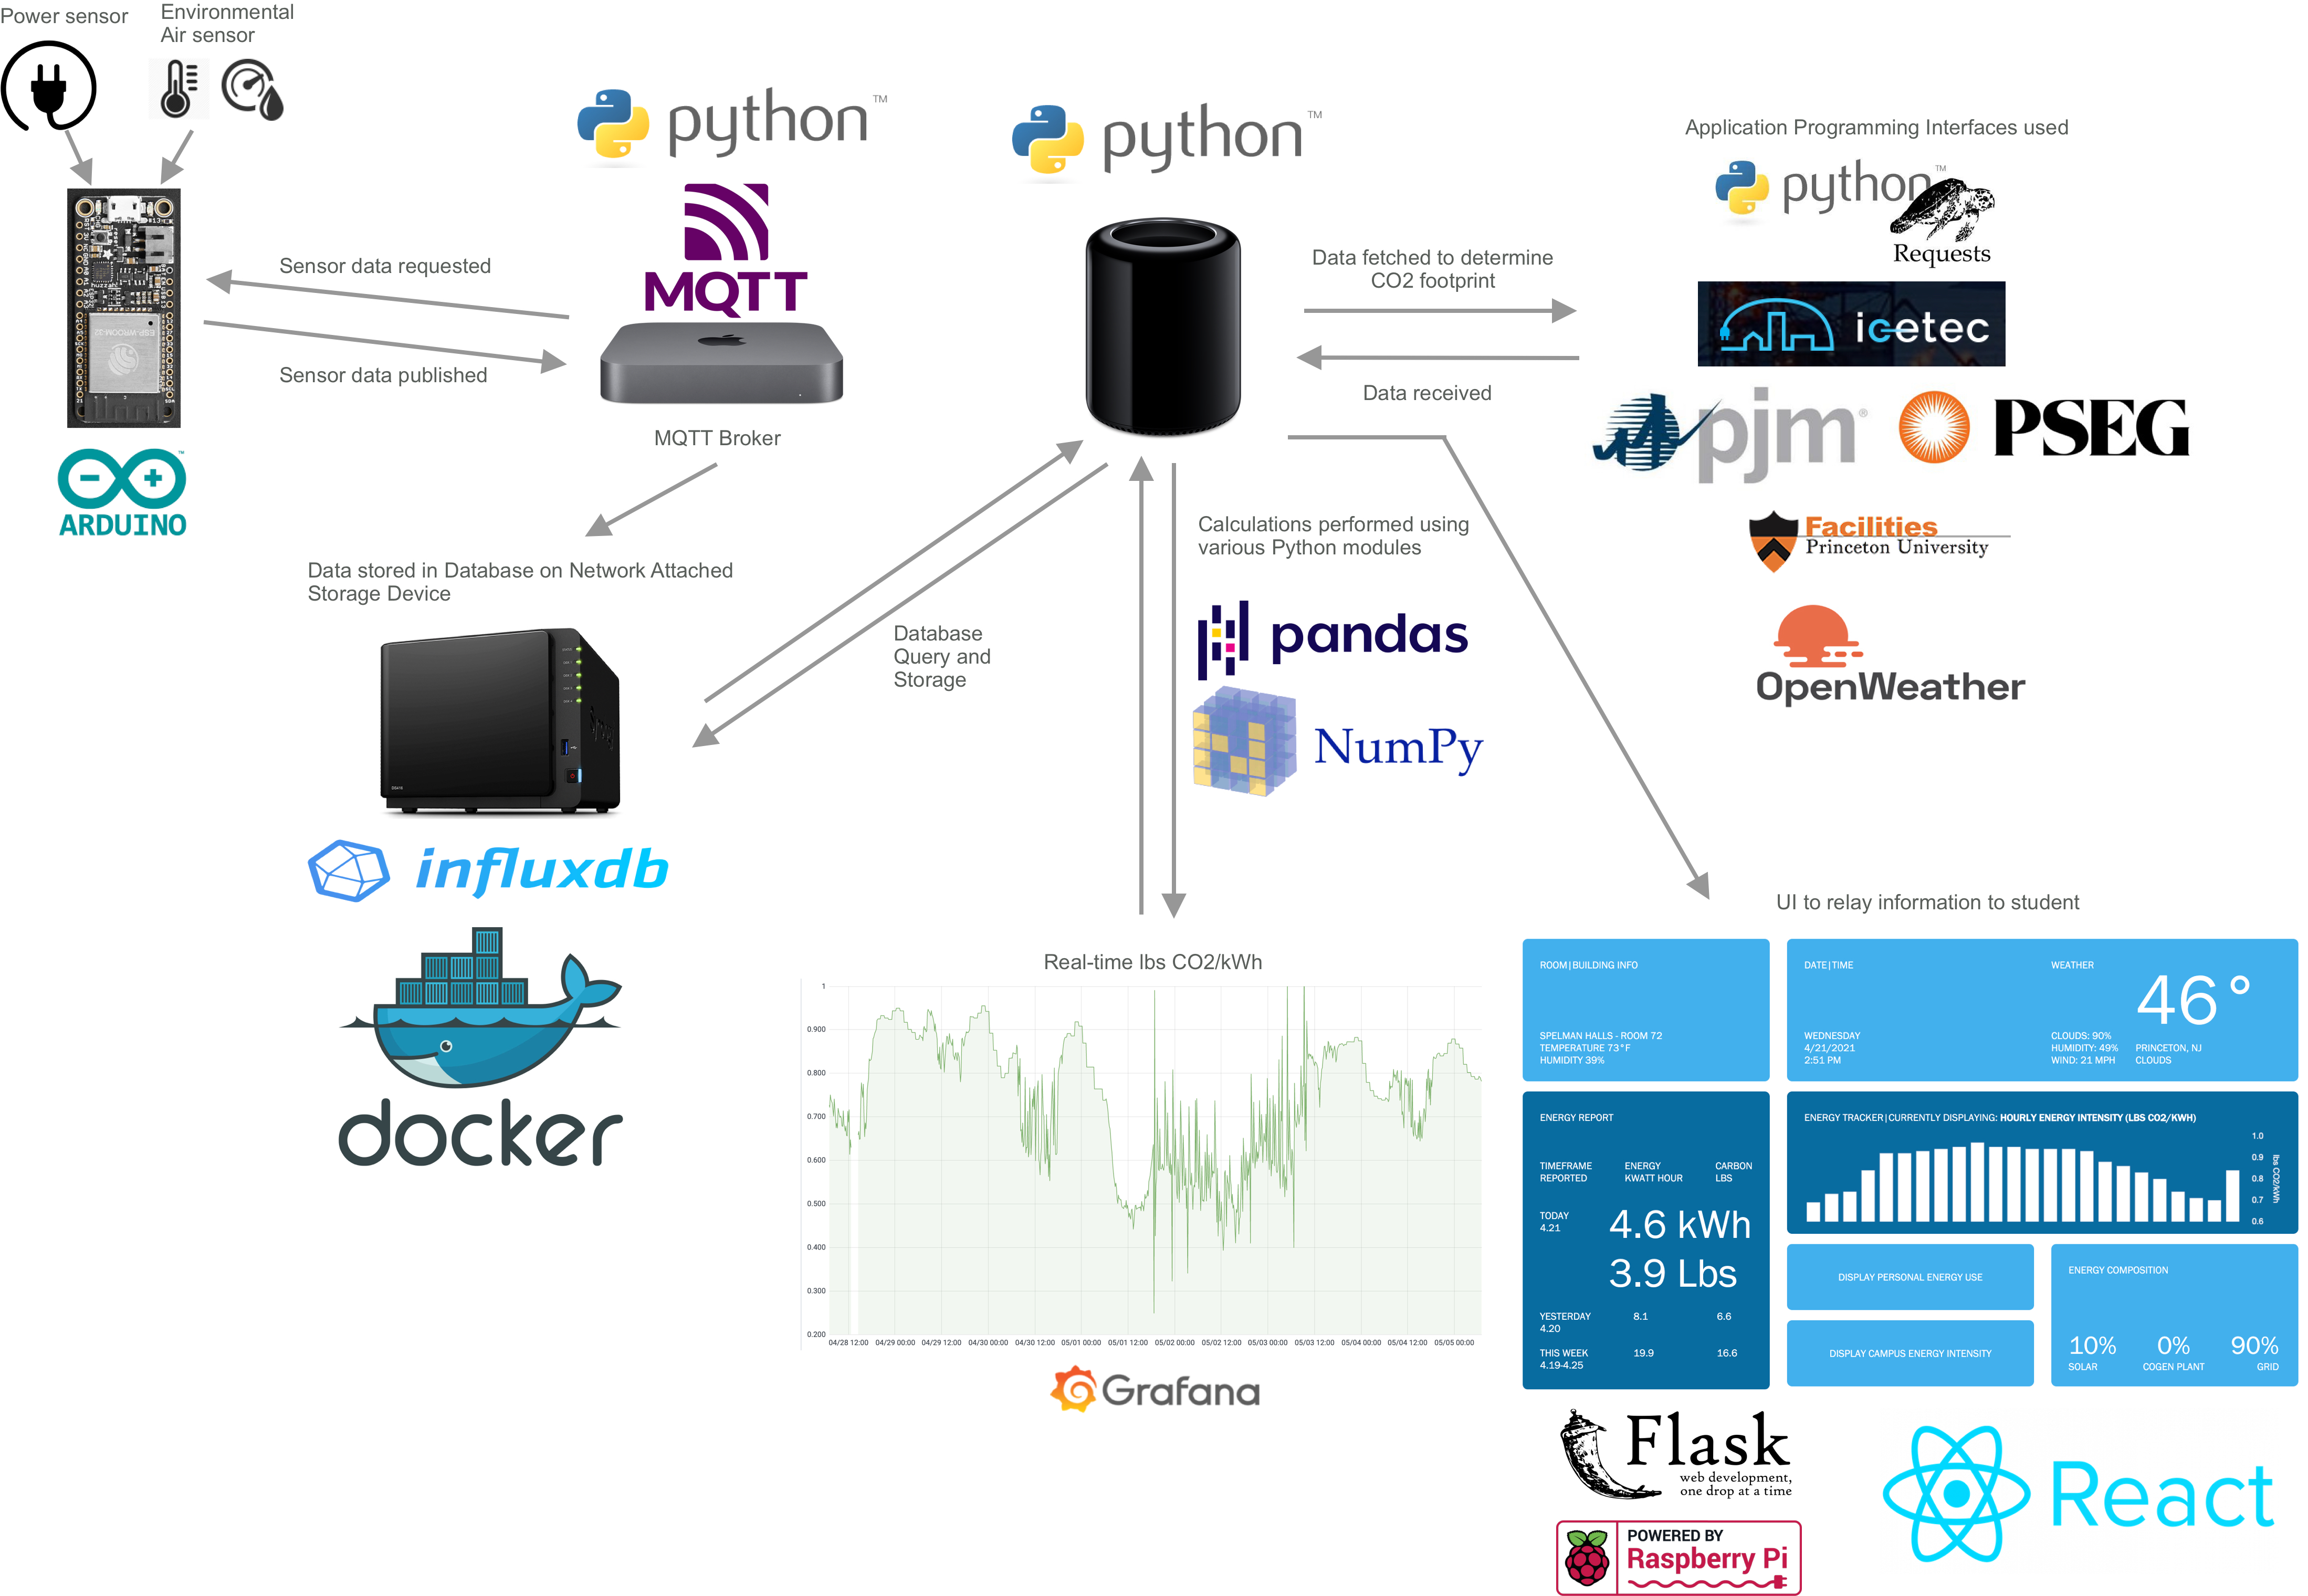 Power sensor
Environmental
Air sensor
python™
python™
Application Programming Interfaces used
python™
Requests
MQTT
Sensor data requested
Sensor data published
MQTT Broker
ARDUINO
Data fetched to determine
CO2 footprint
Data received
icetec
pjm®
PSEG
Facilities
Princeton University
OpenWeather
Data stored in Database on Network Attached
Storage Device
influxdb
docker
Database
Query and
Storage
Calculations performed using
various Python modules
pandas
NumPy
Real-time lbs CO2/kWh
1
0.900
0.800
0.700
0.600
0.500
0.400
0.300
0.200
04/28 12:00 04/29 00:00 04/29 12:00 04/30 00:00 04/30 12:00 05/01 00:00 05/01 12:00 05/02 00:00 05/02 12:00 05/03 00:00 05/03 12:00 05/04 00:00 05/04 12:00 05/05 00:00
Grafana
UI to relay information to student
ROOM|BUILDING INFO
SPELMAN HALLS - ROOM 72
TEMPERATURE 73°F
HUMIDITY 39%
DATE|TIME
WEDNESDAY
4/21/2021
2:51 PM
WEATHER
46°
CLOUDS: 90%
HUMIDITY: 49%
WIND: 21 MPH
PRINCETON, NJ
CLOUDS
ENERGY REPORT
TIMEFRAME
REPORTED
ENERGY
KWATT HOUR
CARBON
LBS
TODAY
4.21
4.6 kWh
3.9 Lbs
YESTERDAY
4.20
8.1
6.6
THIS WEEK
4.19-4.25
19.9
16.6
ENERGY TRACKER|CURRENTLY DISPLAYING: HOURLY ENERGY INTENSITY (LBS CO2/KWH)
1.0
0.9
0.8
0.7
0.6
lbs CO2/kWh
DISPLAY PERSONAL ENERGY USE
DISPLAY CAMPUS ENERGY INTENSITY
ENERGY COMPOSITION
10%
SOLAR
0%
COGEN PLANT
90%
GRID
Flask
web development,
one drop at a time
POWERED BY
Raspberry Pi
React